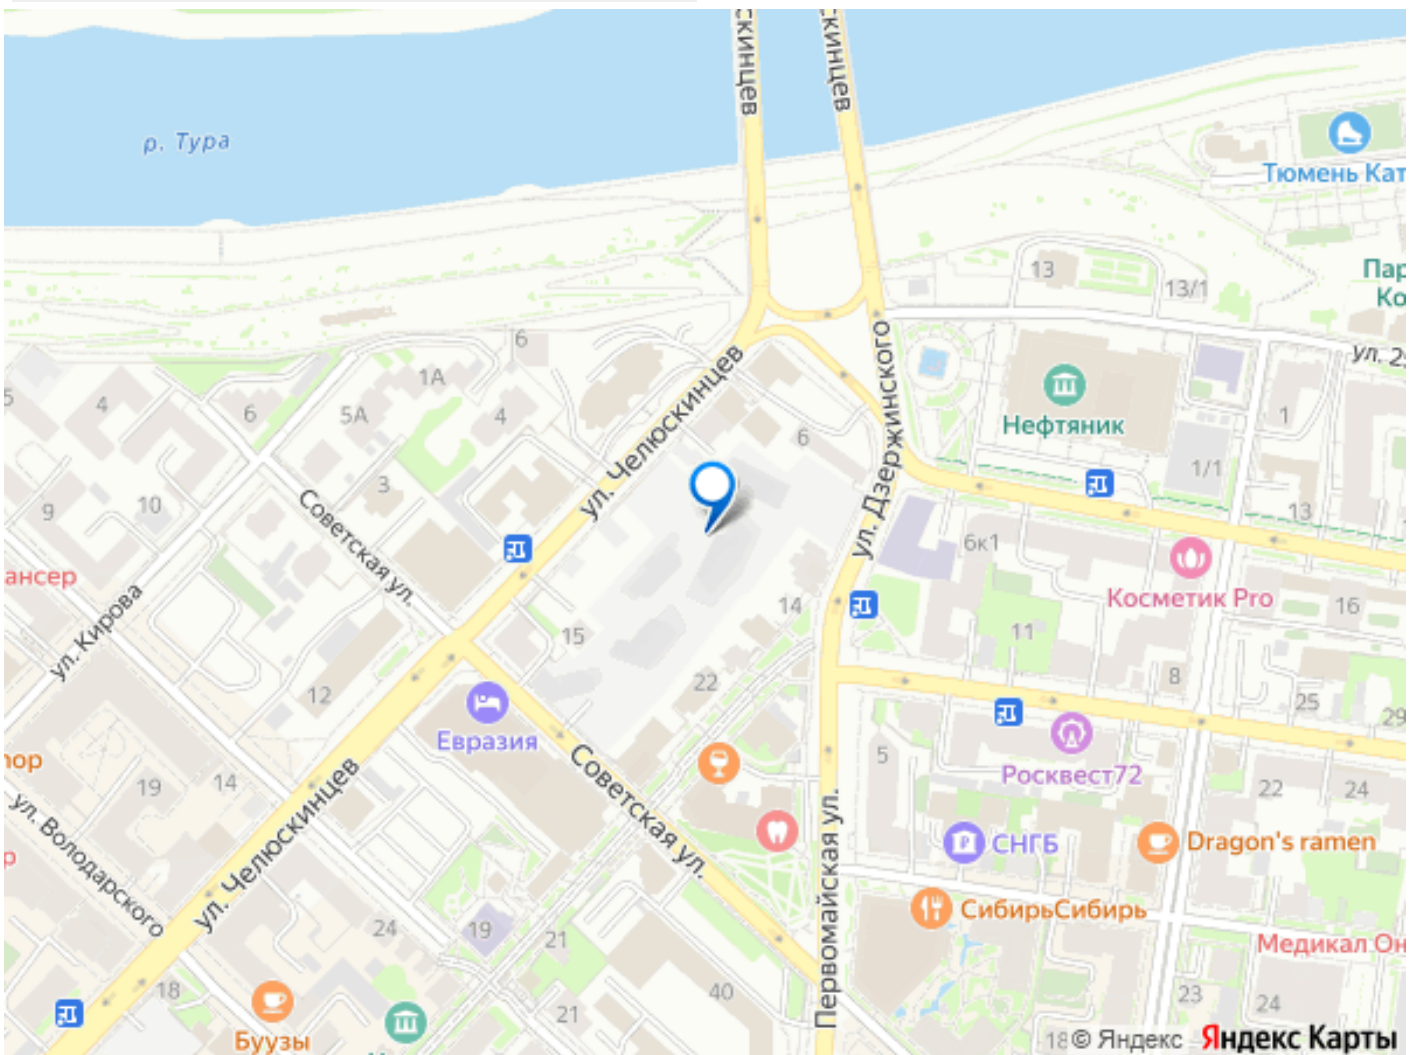 скинцев
скинцев
р. Тура
Тюмень Кат
13
13/1
Пар
Ко
ул. 2
6
1А
ул. Челюскинцев
ул. Дзержинского
5
4
6
5А
4
6
Нефтяник
1
1/1
3
10
9
Советская ул.
13
6к1
ансер
ул. Кирова
Косметик Pro
14
16
15
11
12
22
8
25
29
Евразия
пор
19
14
Советская ул.
5
Росквест72
22
24
ул. Володарского
ул. Челюскинцев
Первомайская ул.
СНГБ
Dragon's ramen
р
24
19
21
СибирьСибирь
Медикал Он
18
21
40
23
24
Буузы
18
© Яндекс Яндекс Карты